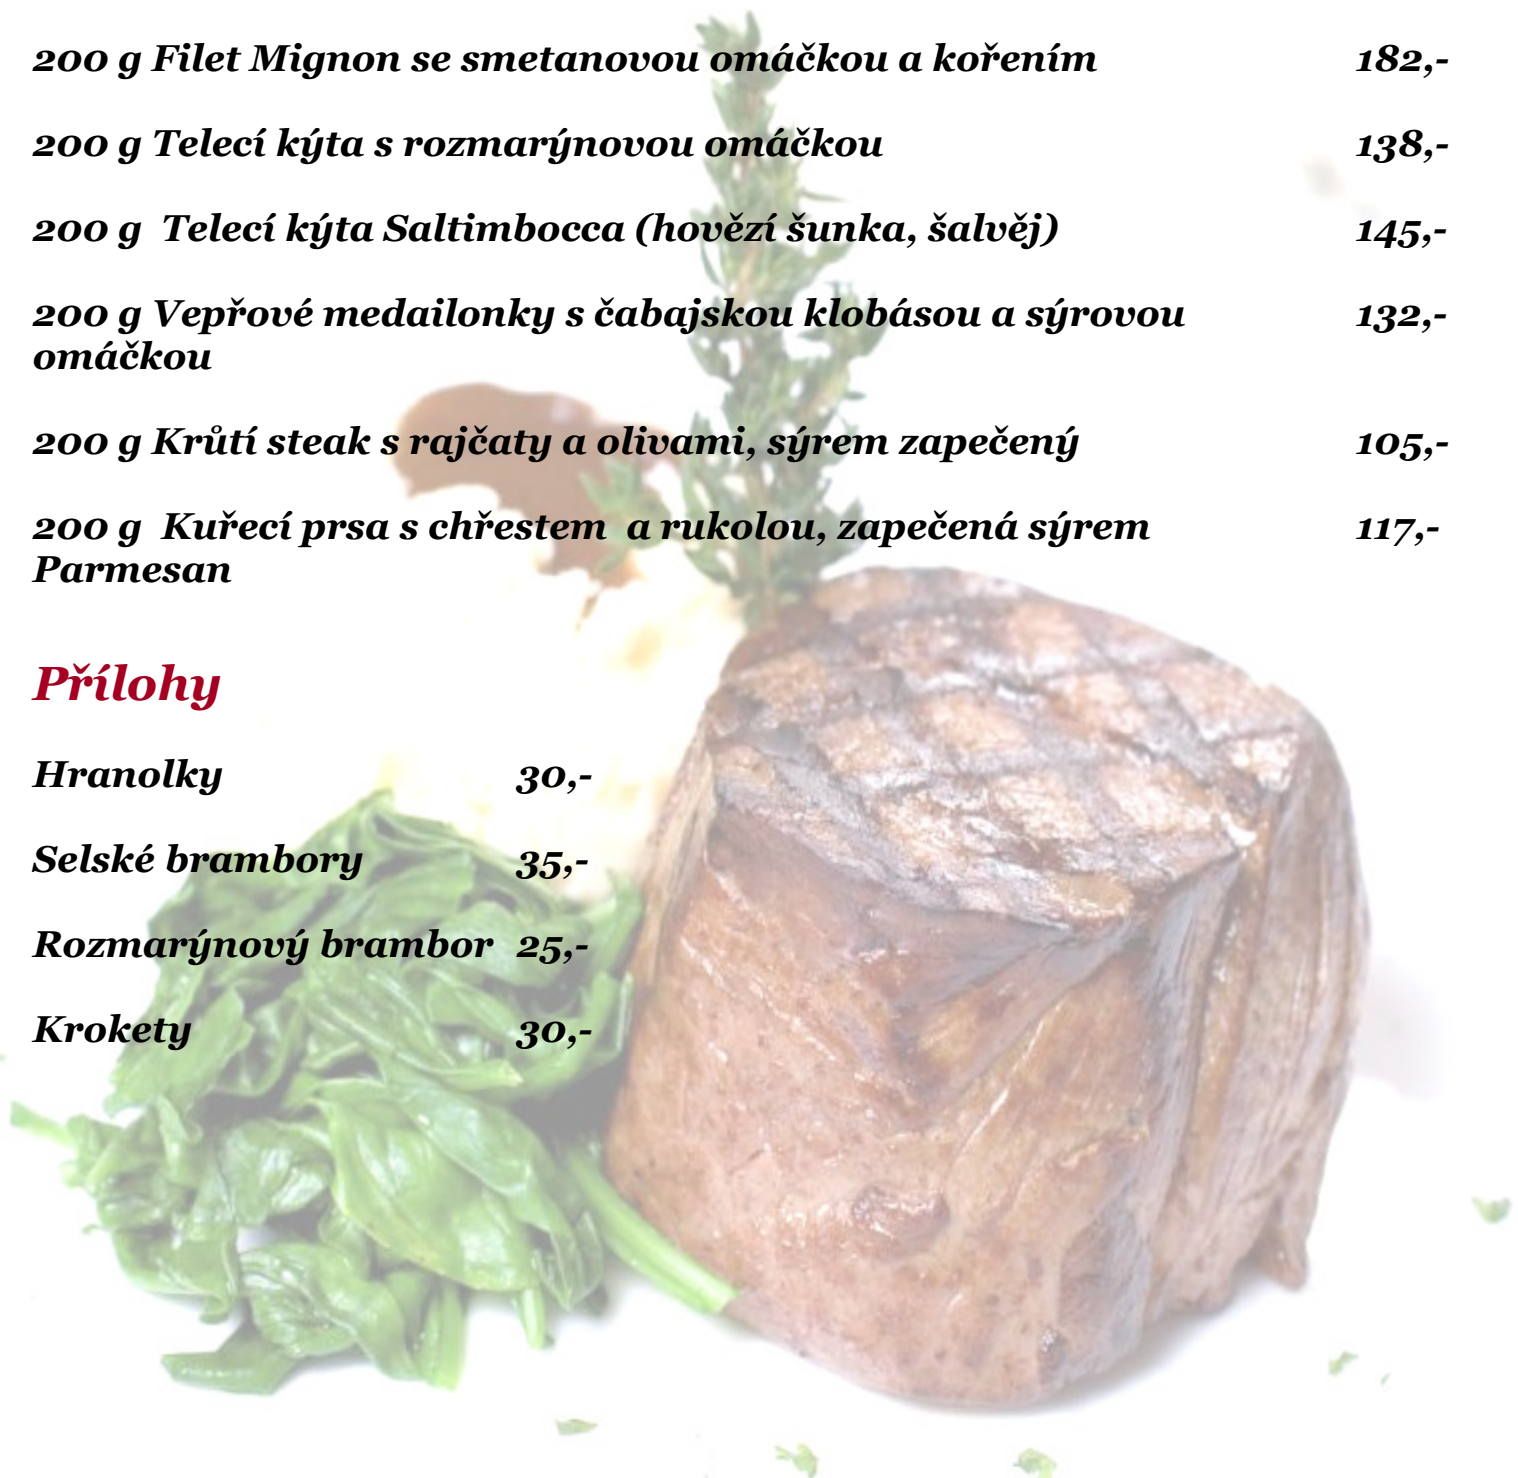 200 g Filet Mignon se smetanovou omáčkou a kořením 182,-
200 g Telecí kýta s rozmarýnovou omáčkou 138,-
200 g Telecí kýta Saltimbocca (hovězí šunka, šalvěj) 145,-
200 g Vepřové medailonky s čabajskou klobásou a sýrovou 132,-
omáčkou
200 g Krůtí steak s rajčaty a olivami, sýrem zapečený 105,-
200 g Kuřecí prsa s chřestem a rukolou, zapečená sýrem 117,-
Parmesan
Přílohy
Hranolky 30,-
Selské brambory 35,-
Rozmarýnový brambor 25,-
Krokety 30,-